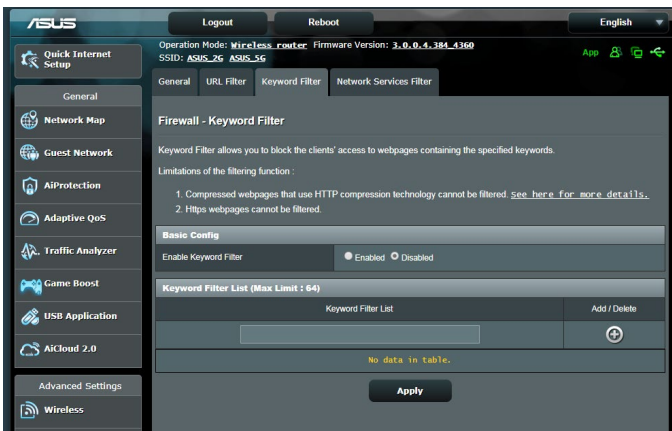 ASUS
Logout
Reboot
English
Quick Internet
Setup
General
Network Map
Guest Network
AiProtection
Adaptive QoS
Traffic Analyzer
Game Boost
USB Application
AiCloud 2.0
Advanced Settings
Wireless
Operation Mode: Wireless router Firmware Version: 3.0.0.4.384_4360
SSID: ASUS_2G ASUS_5G
App
General
URL Filter
Keyword Filter
Network Services Filter
Firewall - Keyword Filter
Keyword Filter allows you to block the clients' access to webpages containing the specified keywords.
Limitations of the filtering function :
1. Compressed webpages that use HTTP compression technology cannot be filtered. See here for more details.
2. Https webpages cannot be filtered.
Basic Config
Enable Keyword Filter
Enabled Disabled
Keyword Filter List (Max Limit : 64)
Keyword Filter List
Add / Delete
No data in table.
Apply